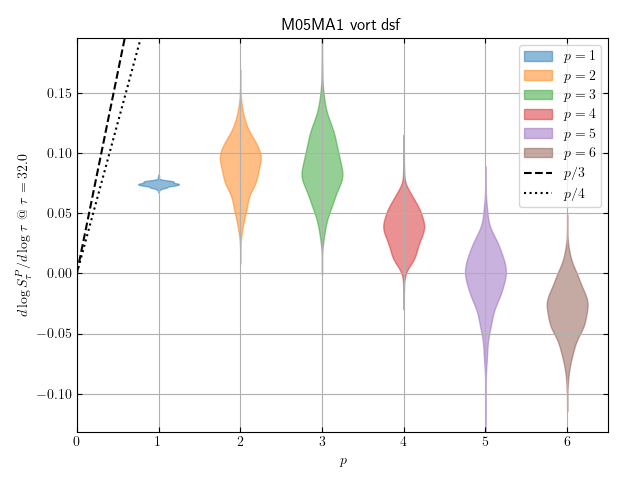 M05MA1 vort dsf
d log S_τ^P / d log τ @ τ = 32.0
0.15
0.10
0.05
0.00
−0.05
−0.10
0 1 2 3 4 5 6
p
p = 1
p = 2
p = 3
p = 4
p = 5
p = 6
p/3
p/4